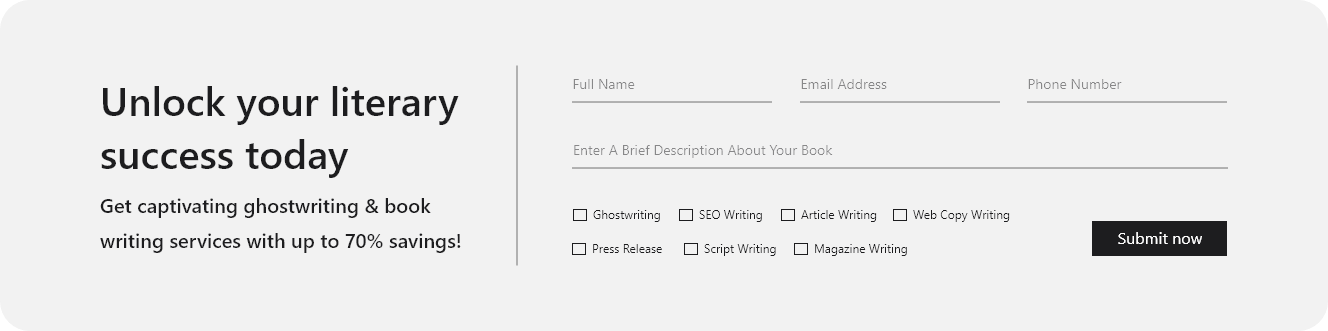 Unlock your literary
success today
Get captivating ghostwriting & book
writing services with up to 70% savings!
Full Name
Email Address
Phone Number
Enter A Brief Description About Your Book
Ghostwriting
SEO Writing
Article Writing
Web Copy Writing
Press Release
Script Writing
Magazine Writing
Submit now